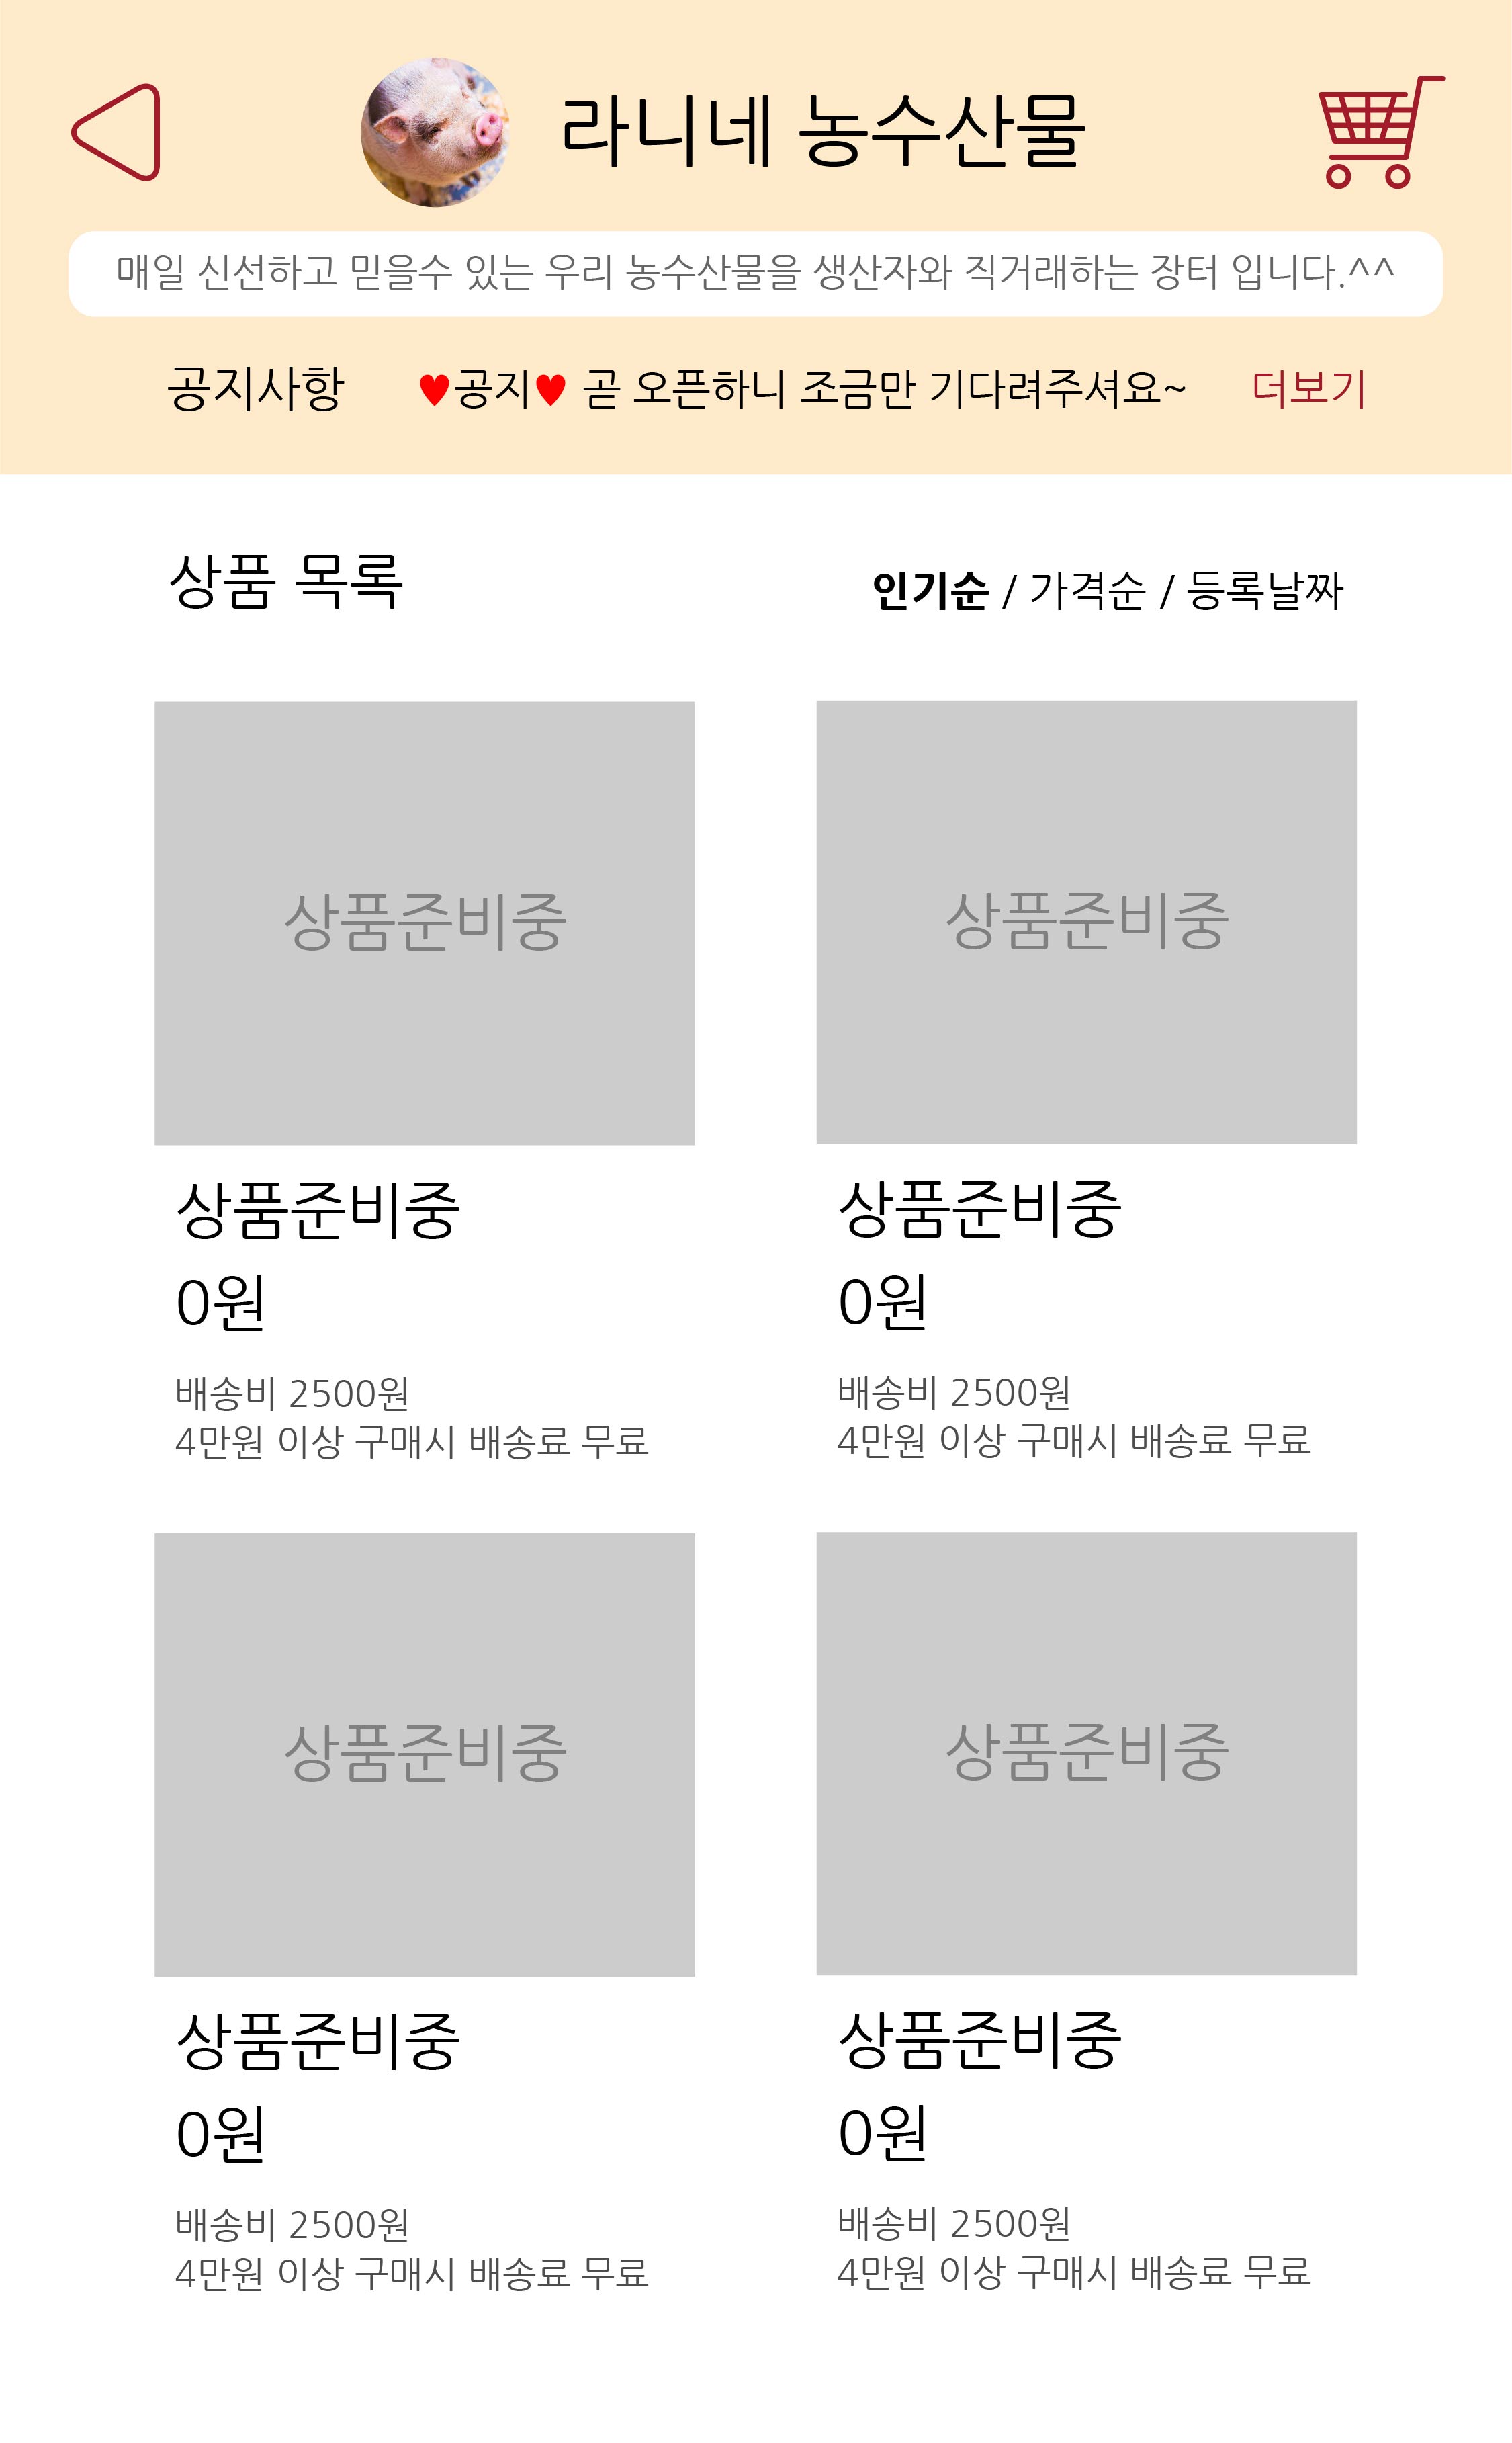 라니네 농수산물
매일 신선하고 믿을수 있는 우리 농수산물을 생산자와 직거래하는 장터 입니다.^^
공지사항 ♥공지♥ 곧 오픈하니 조금만 기다려주셔요~ 더보기
상품 목록 인기순 / 가격순 / 등록날짜
상품준비중
상품준비중
0원
배송비 2500원
4만원 이상 구매시 배송료 무료
상품준비중
상품준비중
0원
배송비 2500원
4만원 이상 구매시 배송료 무료
상품준비중
상품준비중
0원
배송비 2500원
4만원 이상 구매시 배송료 무료
상품준비중
상품준비중
0원
배송비 2500원
4만원 이상 구매시 배송료 무료